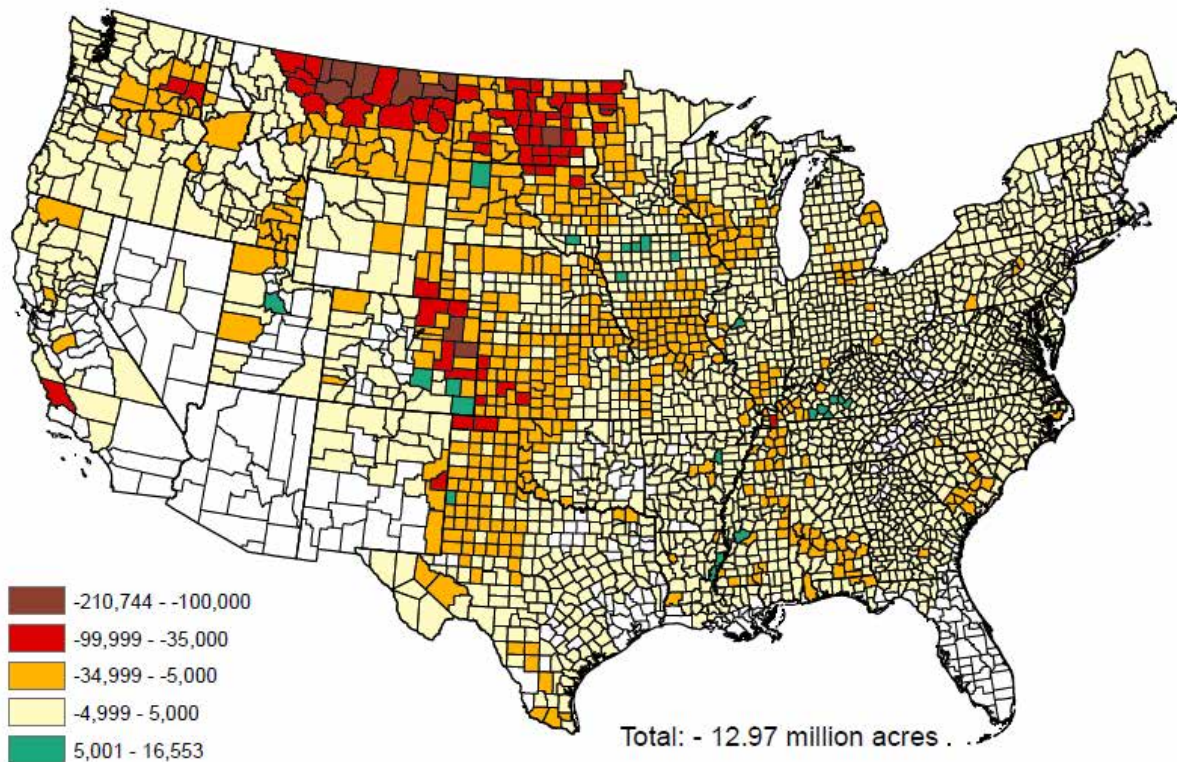 -210,744 - -100,000
-99,999 - -35,000
-34,999 - -5,000
-4,999 - 5,000
5,001 - 16,553
Total: - 12.97 million acres